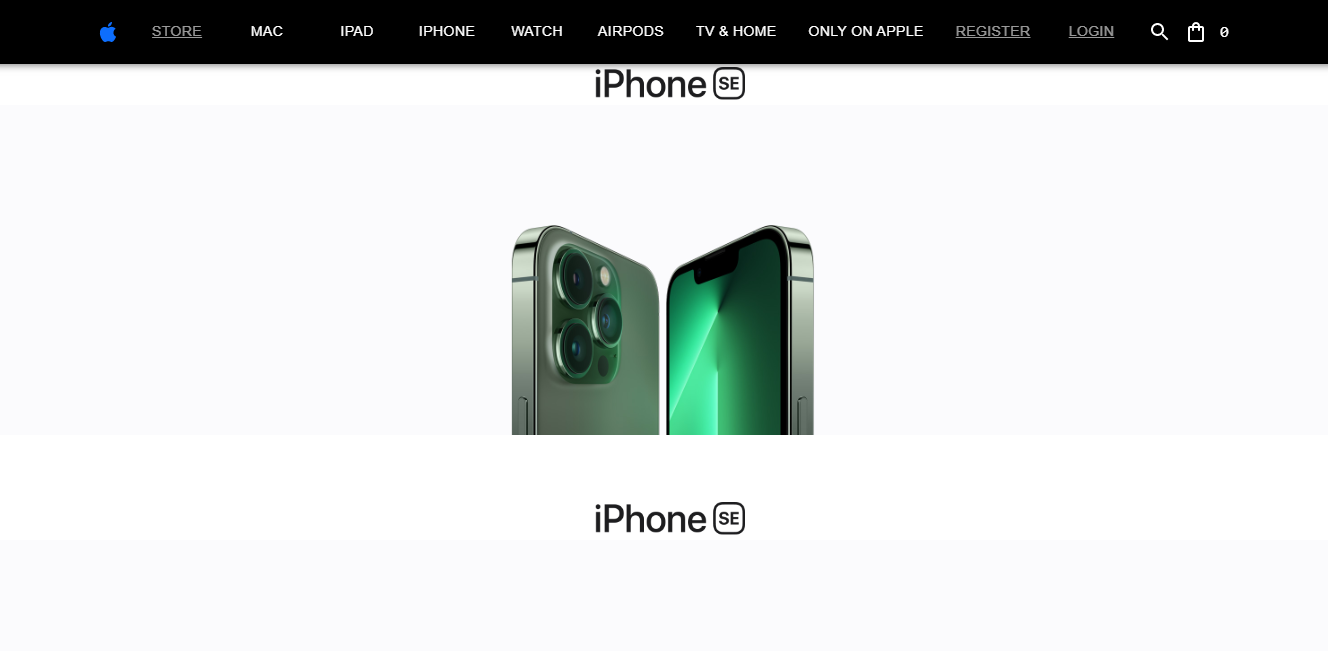 STORE MAC IPAD IPHONE WATCH AIRPODS TV & HOME ONLY ON APPLE REGISTER LOGIN 0
iPhone SE
iPhone SE